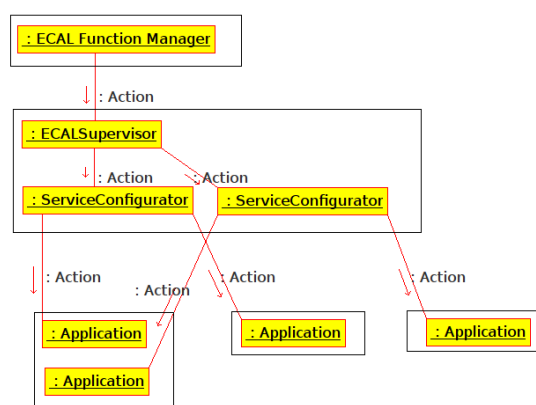 : ECAL Function Manager
: Action
: ECALSupervisor
: Action
: Action
: ServiceConfigurator
: ServiceConfigurator
: Action
: Action
: Action
: Action
: Application
: Application
: Application
: Application